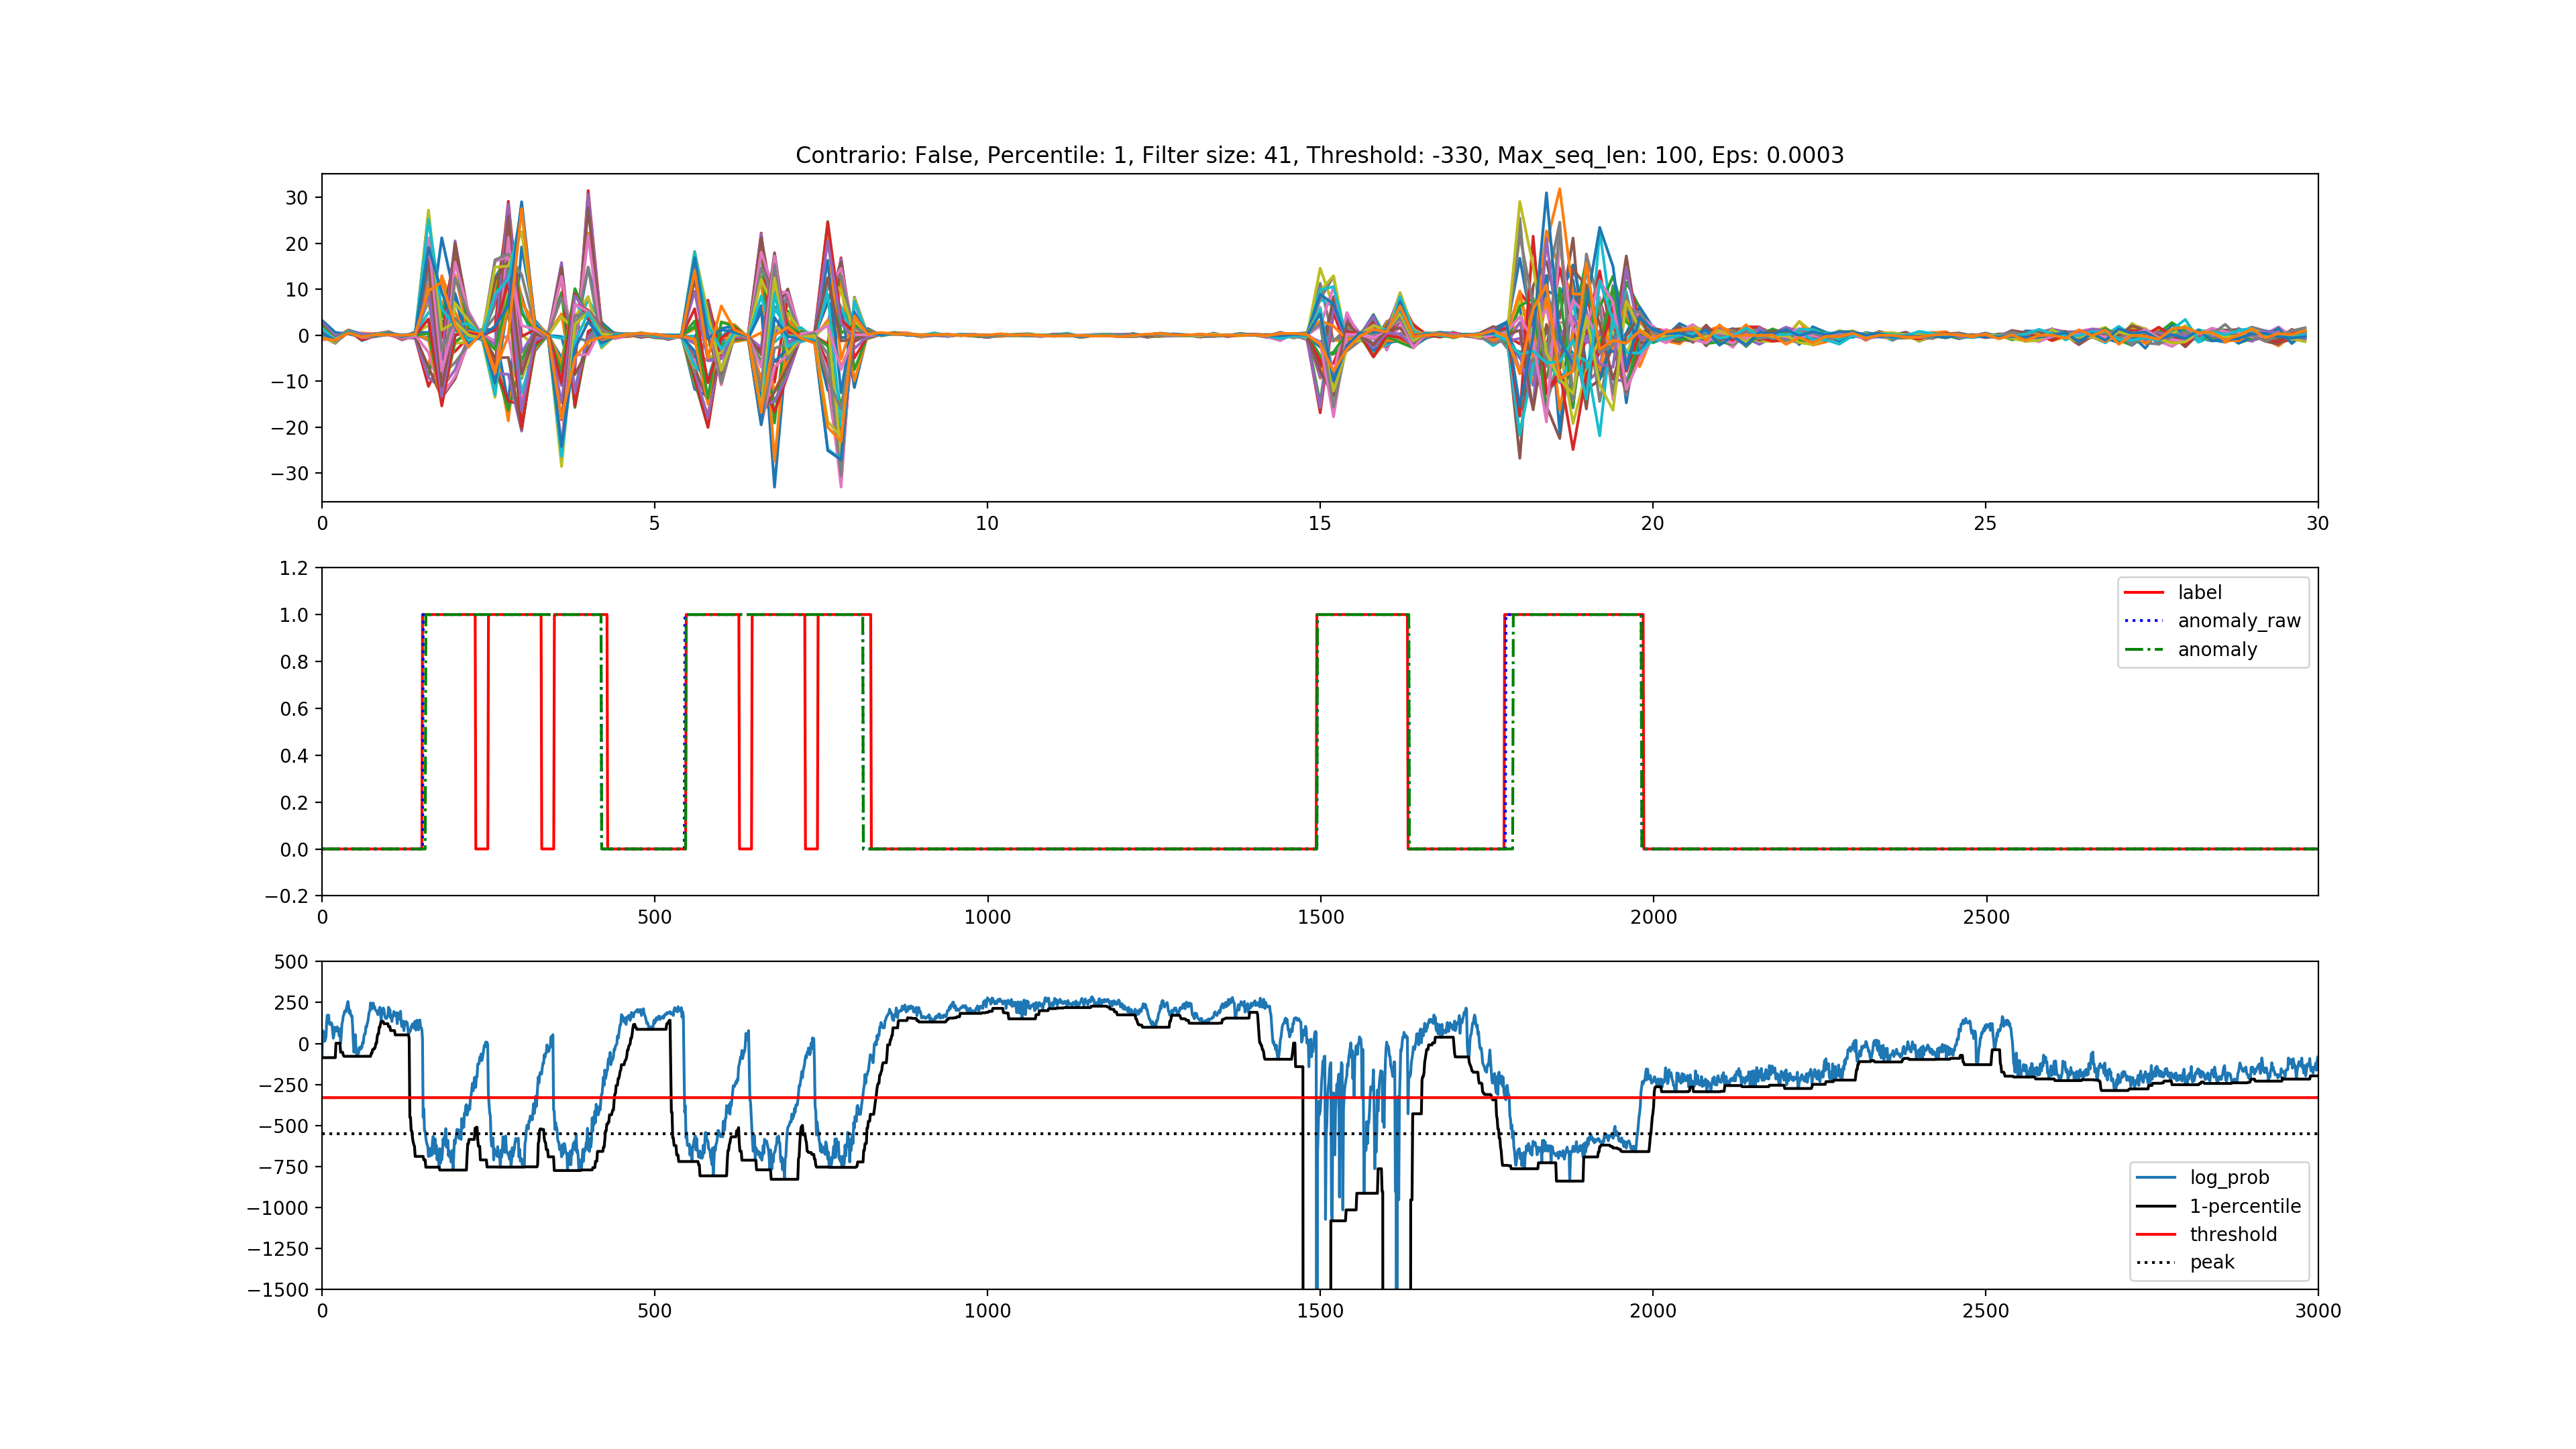 Contrario: False, Percentile: 1, Filter size: 41, Threshold: -330, Max_seq_len: 100, Eps: 0.0003
30
20
10
0
−10
−20
−30
0 5 10 15 20 25 30
1.2
1.0
0.8
0.6
0.4
0.2
0.0
−0.2
label
anomaly_raw
anomaly
0 500 1000 1500 2000 2500
500
250
0
−250
−500
−750
−1000
−1250
−1500
log_prob
1-percentile
threshold
peak
0 500 1000 1500 2000 2500 3000